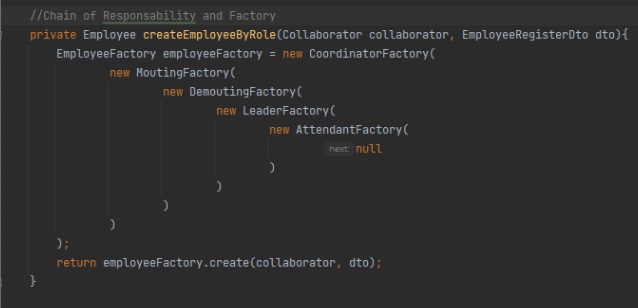 //Chain of Responsability and Factory
private Employee createEmployeeByRole(Collaborator collaborator, EmployeeRegisterDto dto){
EmployeeFactory employeeFactory = new CoordinatorFactory(
new MoutingFactory(
new DemoutingFactory(
new LeaderFactory(
new AttendantFactory(
next: null
)
)
)
)
);
return employeeFactory.create(collaborator, dto);
}